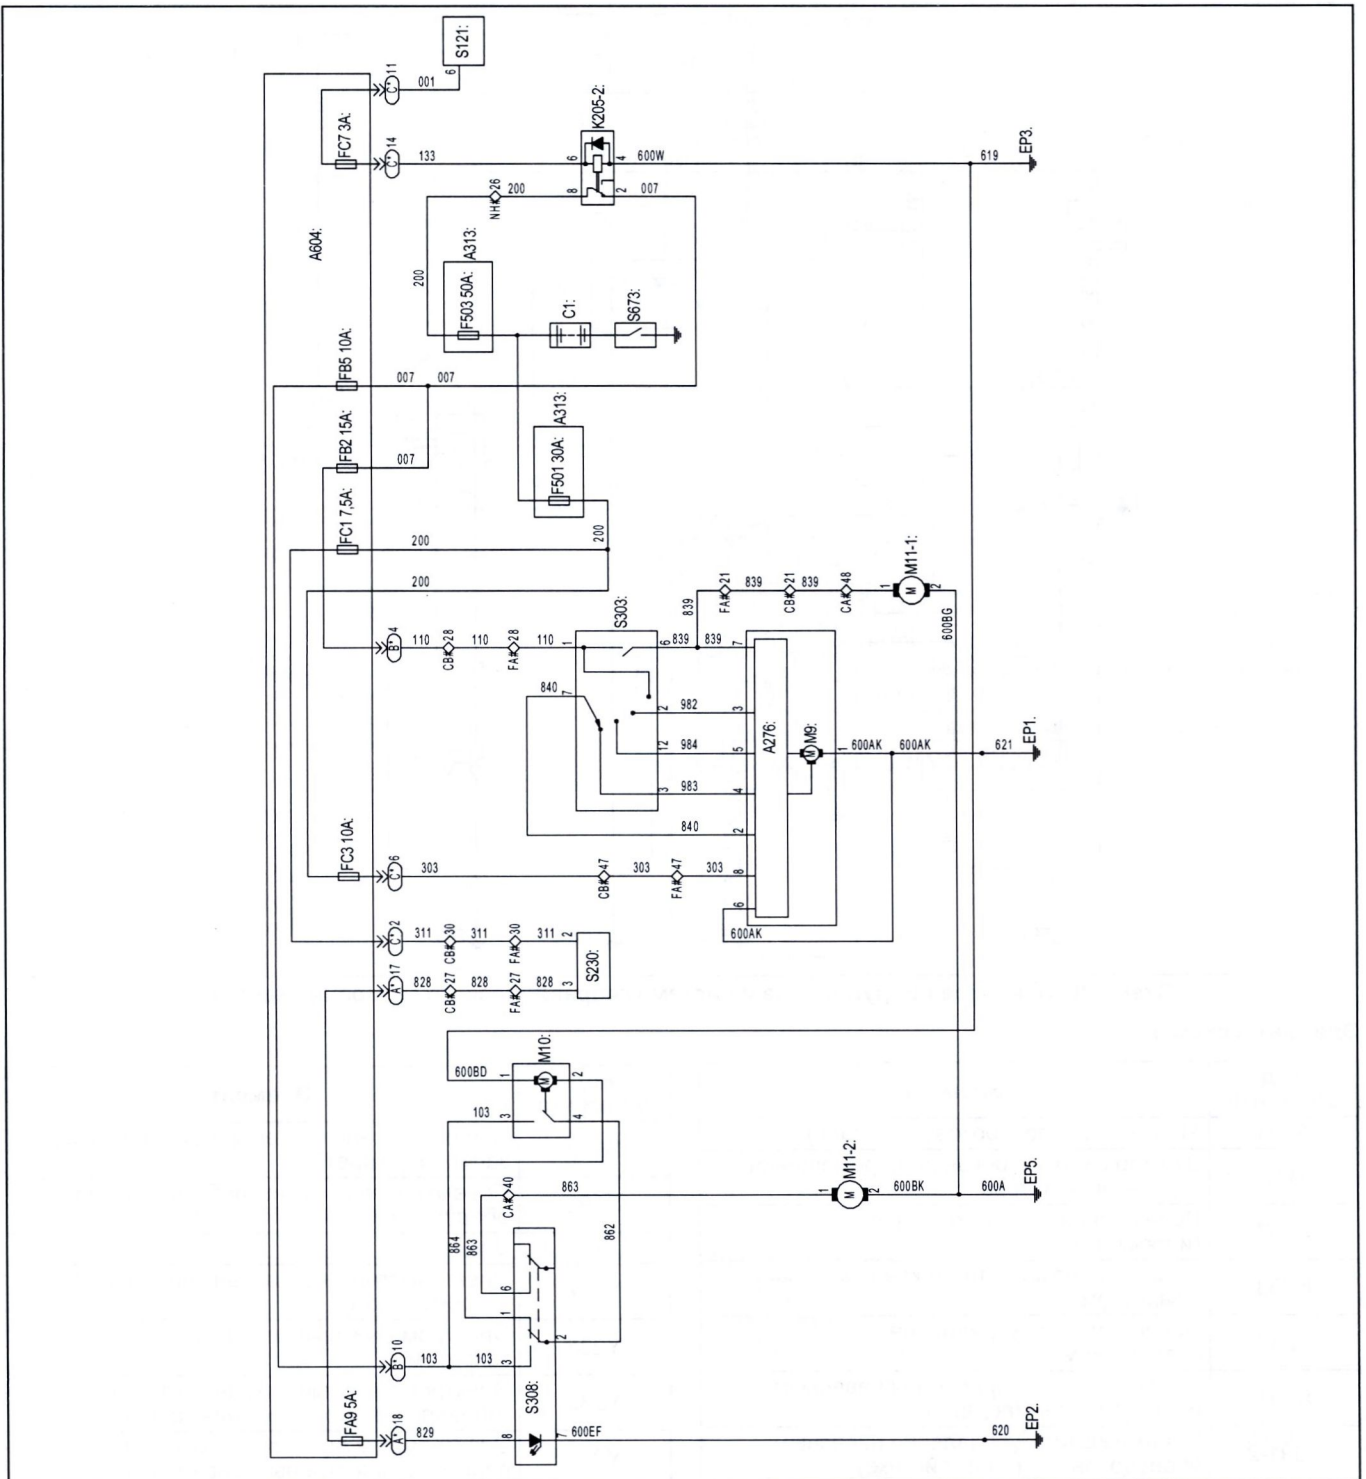 S121:
6
C* 11
001
FC7 3A:
C* 14
133
6
K205-2:
4
600W
619
EP3.
NH# 26
200
8
2
007
A604:
200
F503 50A:
A313:
C1:
S673:
FB5 10A:
007
007
FB2 15A:
007
F501 30A:
A313:
FC1 7,5A:
200
200
200
B* 4
110
CB# 28
110
FA# 28
110
1
S303:
6
839
839
839
7
FA# 21
839
CB# 21
839
CA# 48
1
M
M11-1:
2
600BG
840
7
2
982
3
12
984
5
3
983
4
840
2
A276:
M9:
M
1
600AK
600AK
621
EP1.
FC3 10A:
C* 6
303
CB# 47
303
FA# 47
303
8
6
600AK
C* 2
311
CB# 30
311
FA# 30
311
2
S230:
A* 17
828
CB# 27
828
FA# 27
828
3
M10:
600BD
1
M
2
103
3
4
864
863
CA# 40
863
862
1
M
M11-2:
2
600BK
600A
EP5.
6
1
2
B* 10
103
103
3
S308:
FA9 5A:
A* 18
829
8
7
600EF
620
EP2.